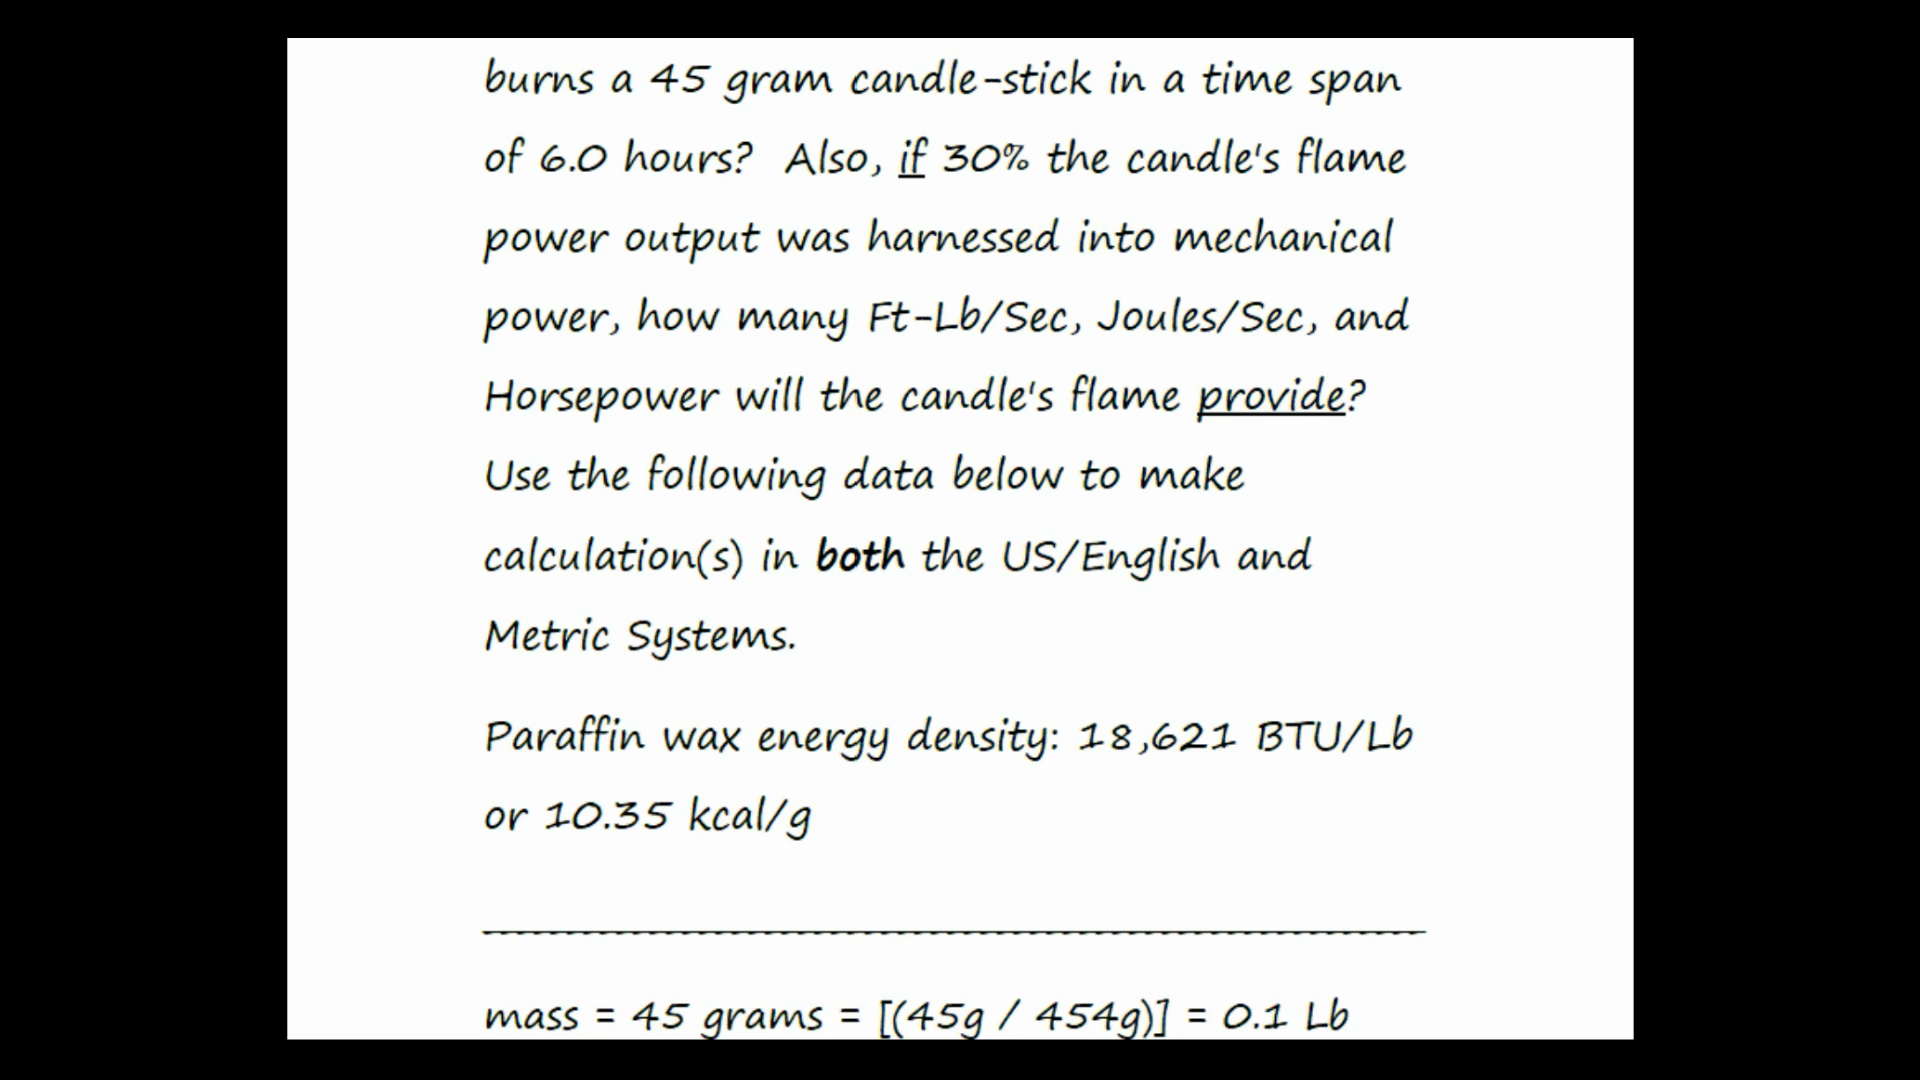 burns a 45 gram candle-stick in a time span
of 6.0 hours? Also, if 30% the candle's flame
power output was harnessed into mechanical
power, how many Ft-Lb/Sec, Joules/Sec, and
Horsepower will the candle's flame provide?
Use the following data below to make
calculation(s) in both the US/English and
Metric Systems.
Paraffin wax energy density: 18,621 BTU/Lb
or 10.35 kcal/g
mass = 45 grams = [(45g / 454g)] = 0.1 Lb